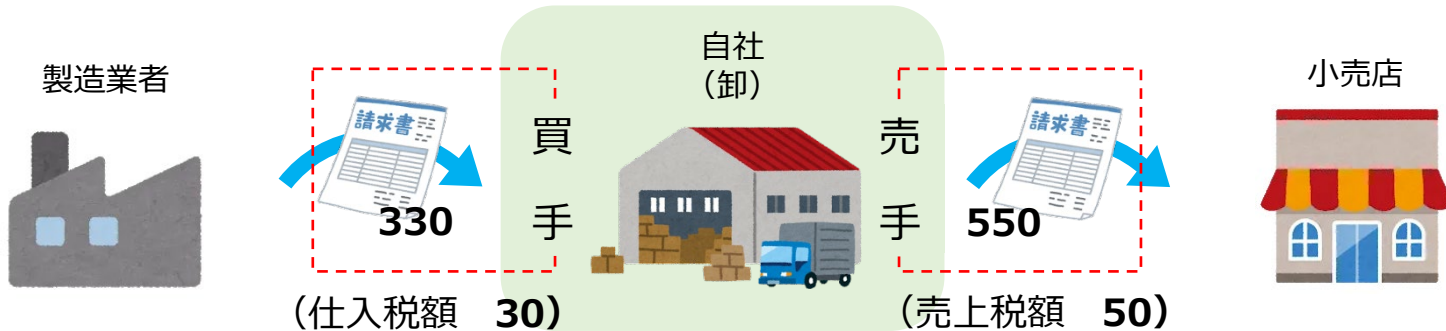 製造業者
請求書
330
(仕入税額 30)
自社
(卸)
買手
売手
請求書
550
(売上税額 50)
小売店